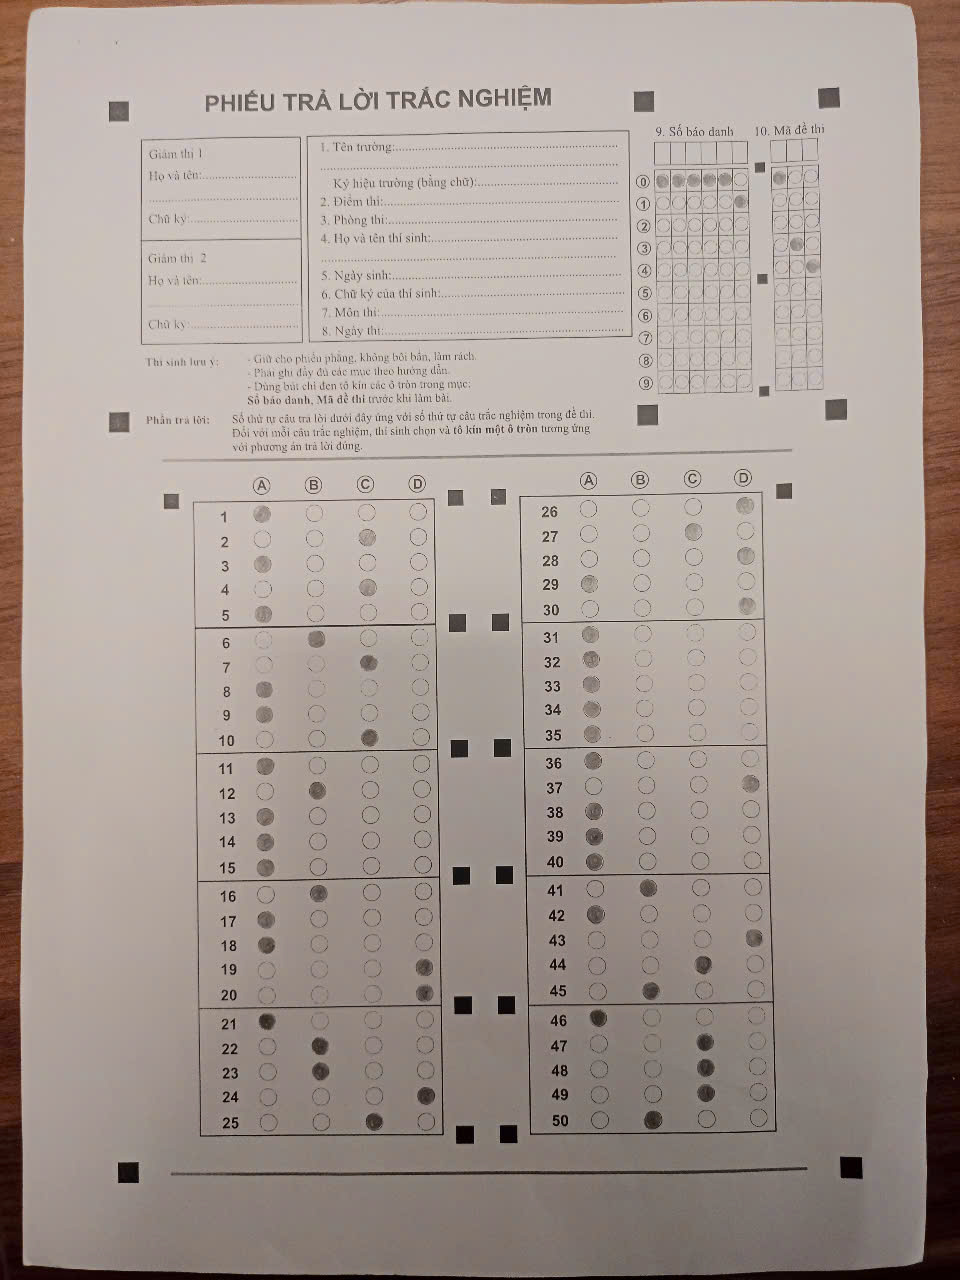 PHIẾU TRẢ LỜI TRẮC NGHIỆM
Giám thị 1
Họ và tên:
Chữ ký:
Giám thị 2
Họ và tên:
Chữ ký:
1. Tên trường:
Ký hiệu trường (bằng chữ):
2. Điểm thi:
3. Phòng thi:
4. Họ và tên thí sinh:
5. Ngày sinh:
6. Chữ ký của thí sinh:
7. Môn thi:
8. Ngày thi:
9. Số báo danh
10. Mã đề thi
0
1
2
3
4
5
6
7
8
9
Thí sinh lưu ý:
- Giữ cho phiếu phẳng, không bôi bẩn, làm rách.
- Phải ghi đầy đủ các mục theo hướng dẫn.
- Dùng bút chì đen tô kín các ô tròn trong mục:
Số báo danh, Mã đề thi trước khi làm bài.
Phần trả lời: Số thứ tự câu trả lời dưới đây ứng với số thứ tự câu trắc nghiệm trong đề thi.
Đối với mỗi câu trắc nghiệm, thí sinh chọn và tô kín một ô tròn tương ứng
với phương án trả lời đúng.
A B C D
1
2
3
4
5
6
7
8
9
10
11
12
13
14
15
16
17
18
19
20
21
22
23
24
25
A B C D
26
27
28
29
30
31
32
33
34
35
36
37
38
39
40
41
42
43
44
45
46
47
48
49
50